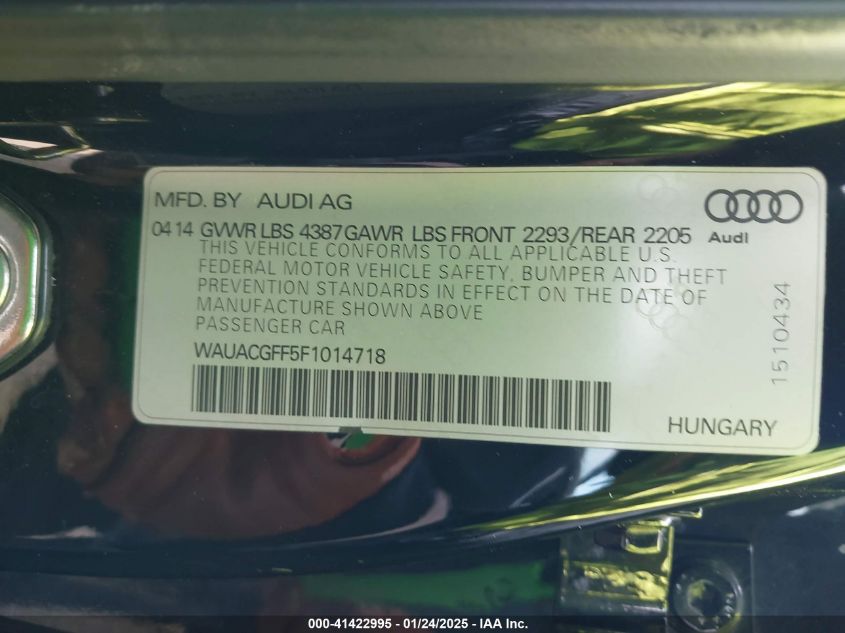 MFD. BY AUDI AG
Audi
0414 GVWR LBS 4387 GAWR LBS FRONT 2293/REAR 2205
THIS VEHICLE CONFORMS TO ALL APPLICABLE U.S.
FEDERAL MOTOR VEHICLE SAFETY, BUMPER AND THEFT
PREVENTION STANDARDS IN EFFECT ON THE DATE OF
MANUFACTURE SHOWN ABOVE
PASSENGER CAR
WAUACGFF5F1014718
1510434
HUNGARY
000-41422995 - 01/24/2025 - IAA Inc.